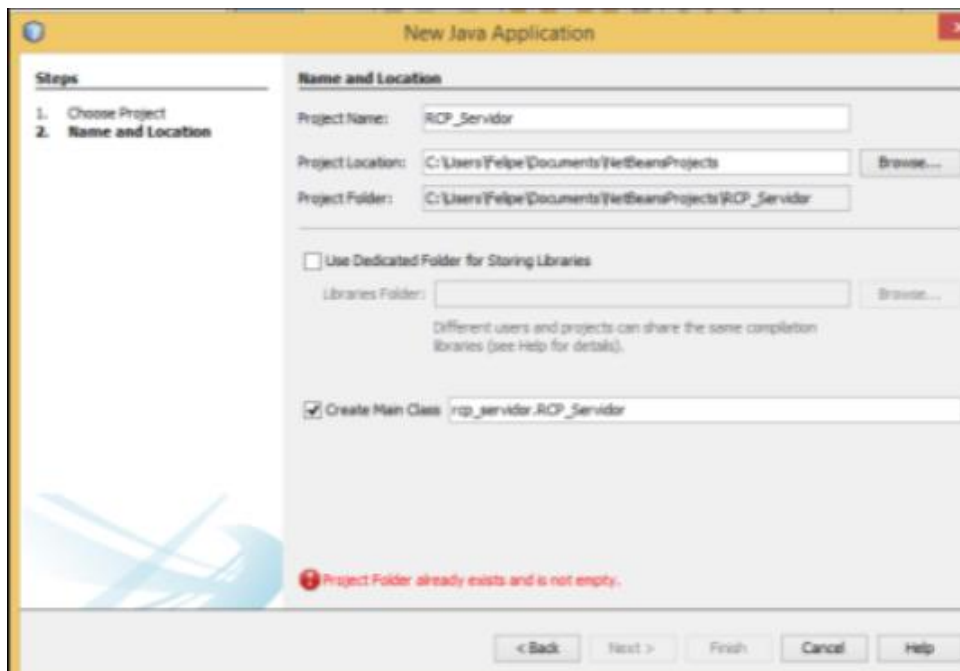 New Java Application
Steps
1. Choose Project
2. Name and Location
Name and Location
Project Name: RCP_Servidor
Project Location: C:\Users\Felipe\Documents\NetBeansProjects Browse...
Project Folder: C:\Users\Felipe\Documents\NetBeansProjects\RCP_Servidor
Use Dedicated Folder for Storing Libraries
Libraries Folder: Browse...
Different users and projects can share the same compilation
libraries (see Help for details).
Create Main Class rcp_servidor.RCP_Servidor
Project Folder already exists and is not empty.
< Back Next > Finish Cancel Help